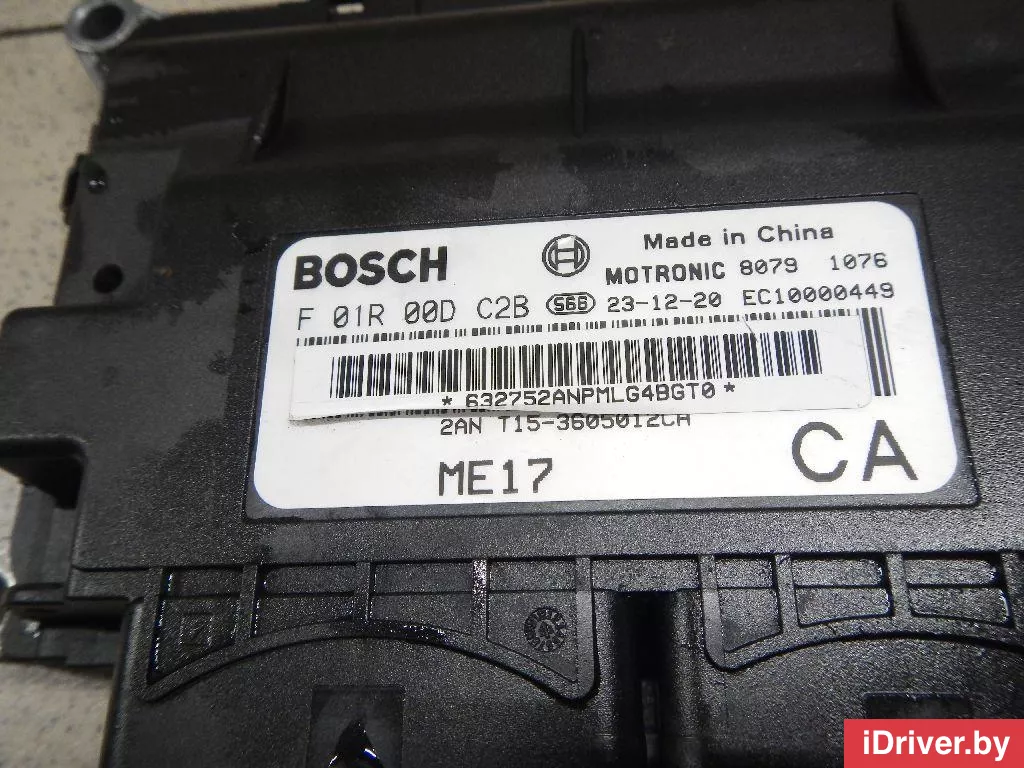 BOSCH
Made in China
MOTRONIC 8079 1076
F 01R 00D C2B S66 23-12-20 EC10000449
* 632752ANPMLG4BGT0 *
2AN T15-3605012CA
ME17
CA
iDriver.by